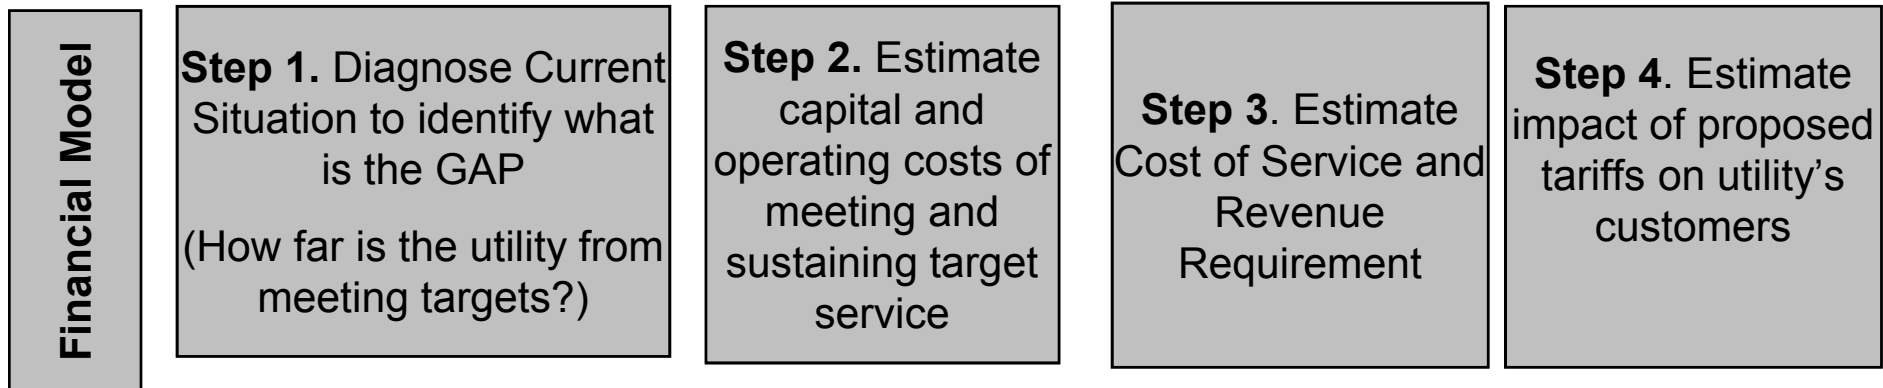 Financial Model
Step 1. Diagnose Current
Situation to identify what
is the GAP
(How far is the utility from
meeting targets?)
Step 2. Estimate
capital and
operating costs of
meeting and
sustaining target
service
Step 3. Estimate
Cost of Service and
Revenue
Requirement
Step 4. Estimate
impact of proposed
tariffs on utility’s
customers